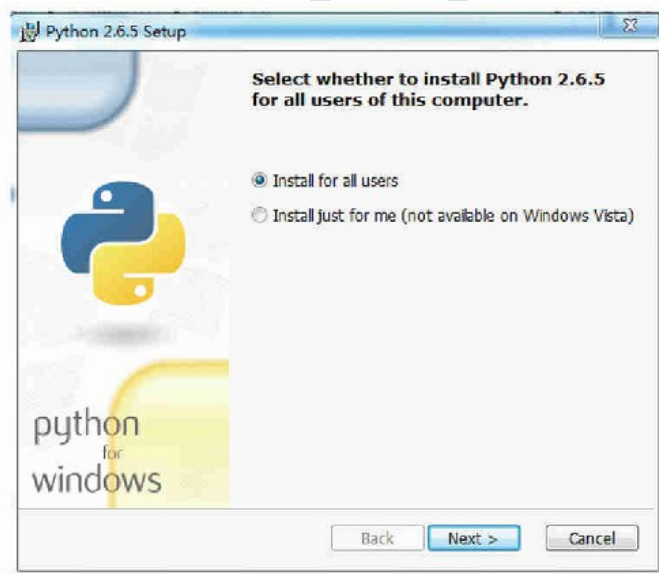 Python 2.6.5 Setup
Select whether to install Python 2.6.5
for all users of this computer.
Install for all users
Install just for me (not available on Windows Vista)
python
for
windows
Back
Next >
Cancel